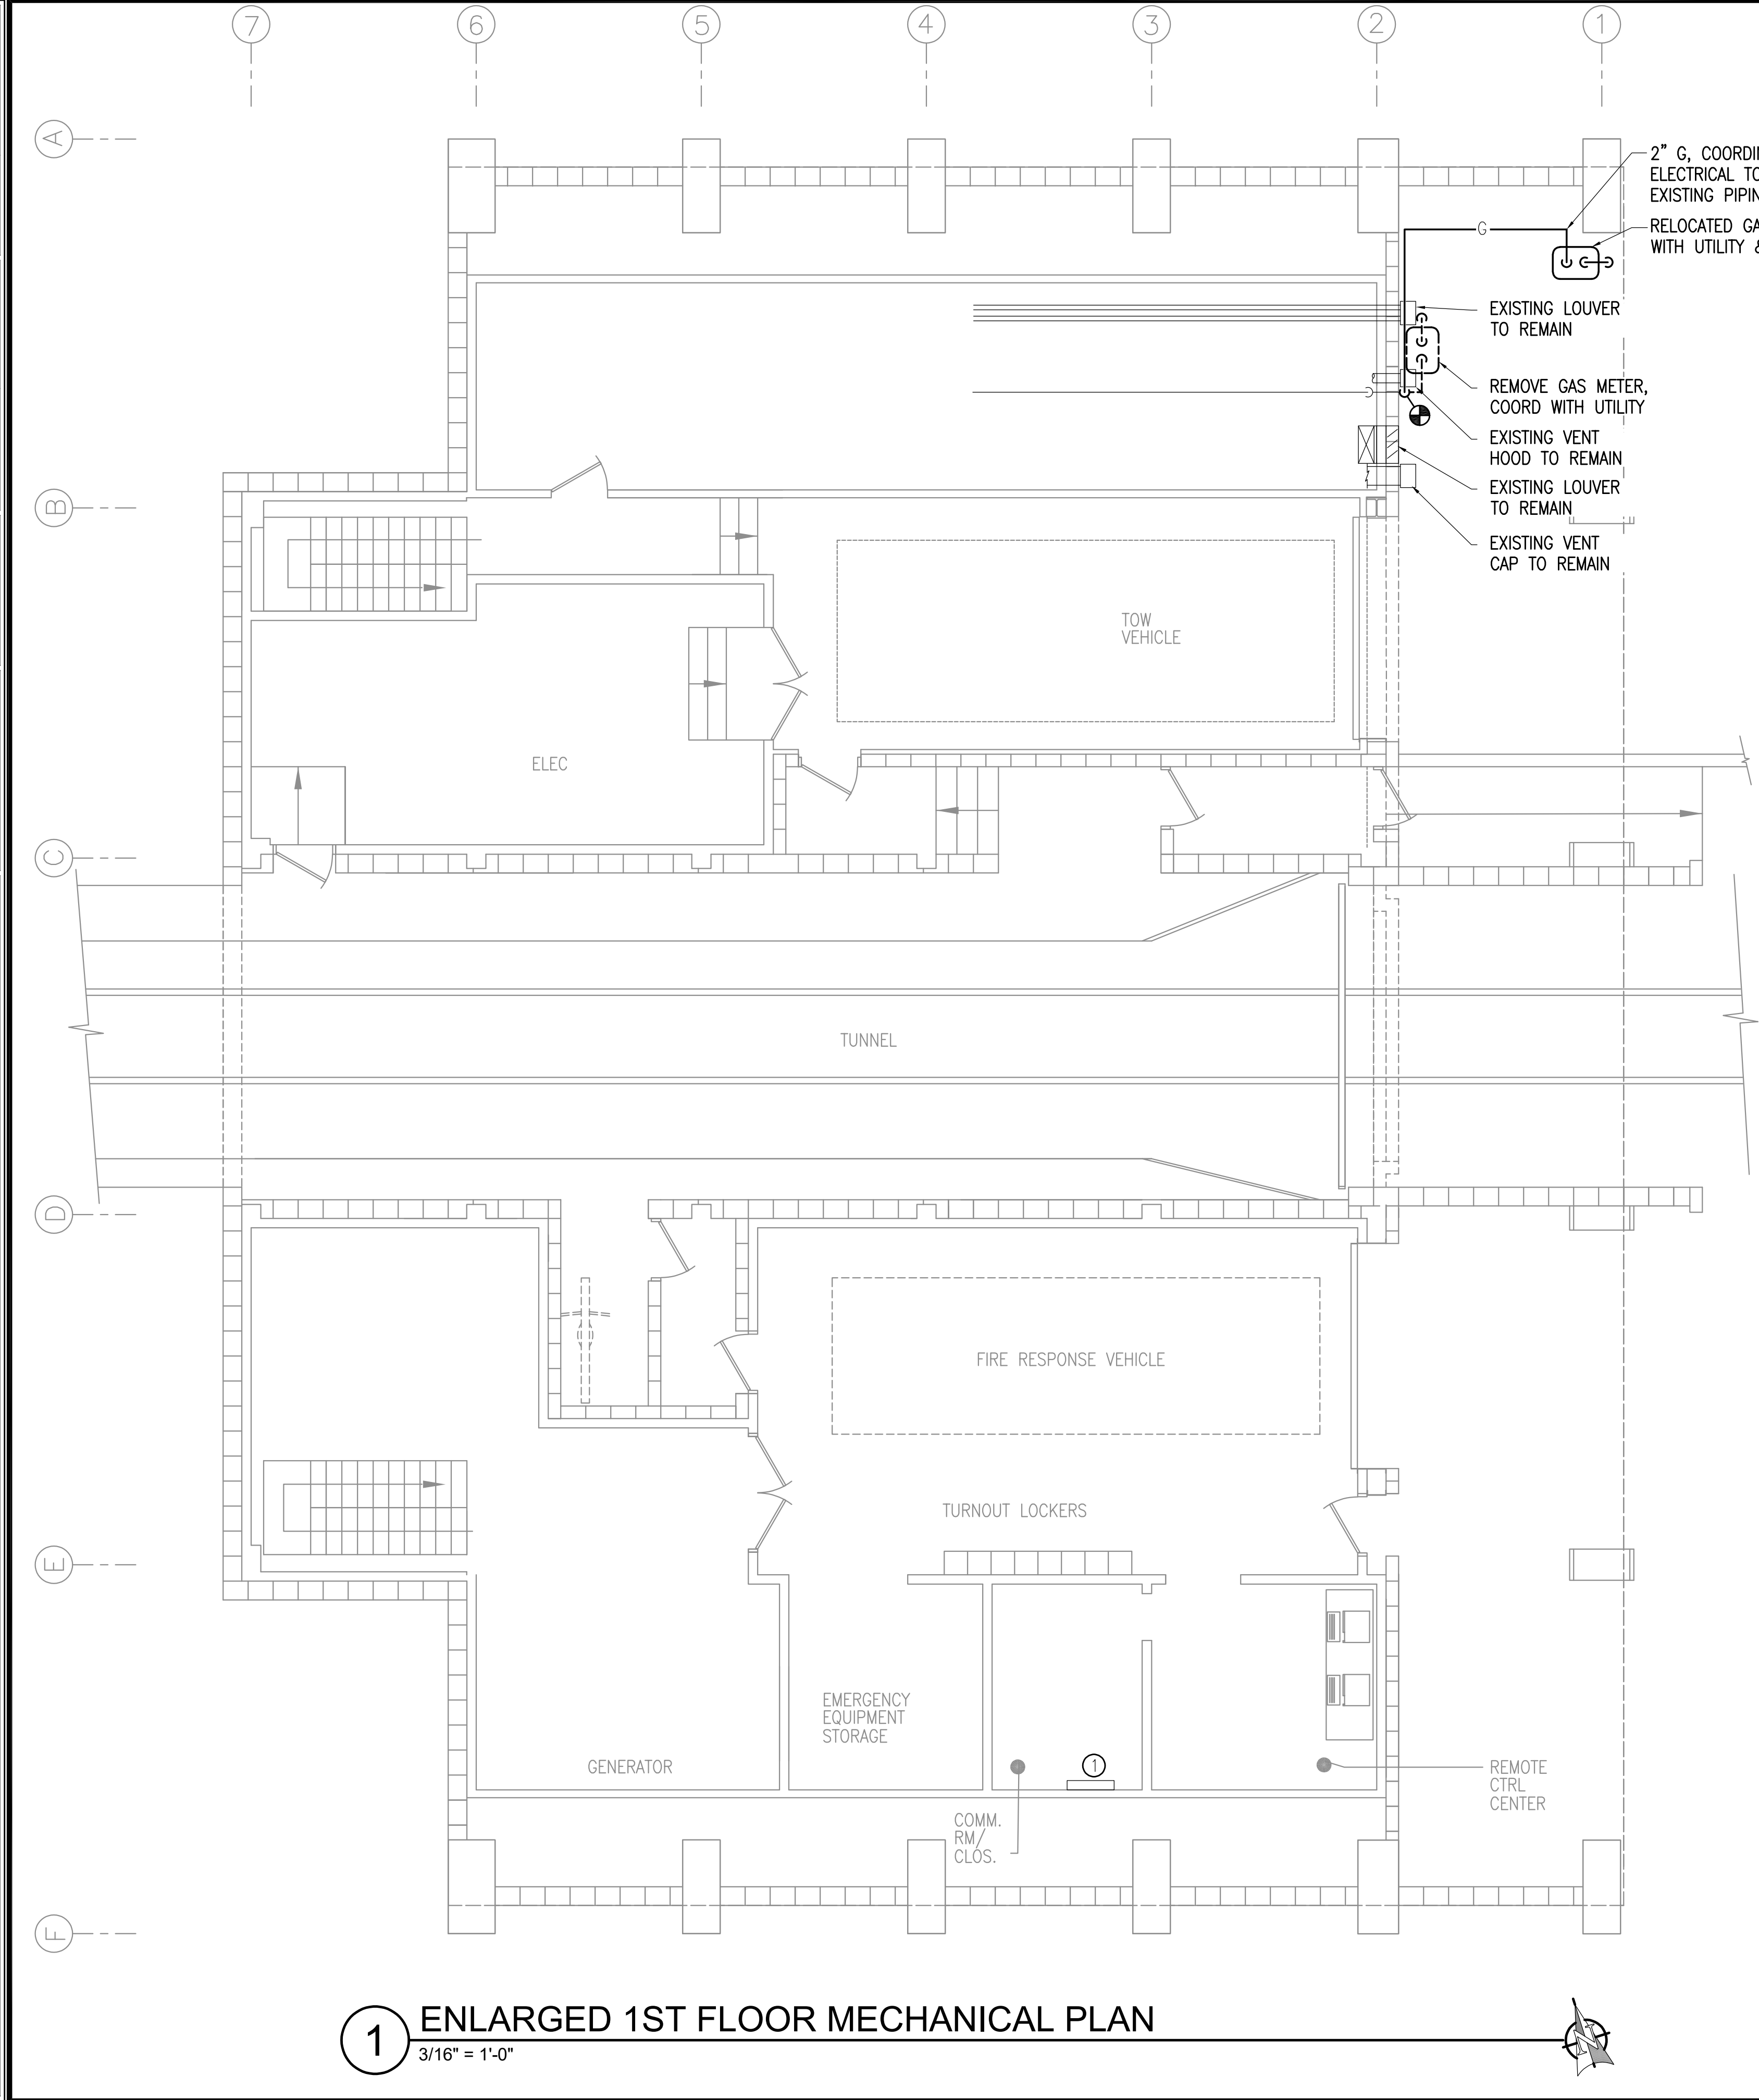 7 6 5 4 3 2 1
A
2" G,
ELECTRICAL TO
EXISTING
RELOCATED
WITH UTILITY &
G
EXISTING LOUVER
TO REMAIN
REMOVE GAS METER,
COORD WITH UTILITY
EXISTING VENT
HOOD TO REMAIN
EXISTING LOUVER
TO REMAIN
EXISTING VENT
CAP TO REMAIN
B
TOW
VEHICLE
ELEC
C
TUNNEL
D
FIRE RESPONSE VEHICLE
TURNOUT LOCKERS
E
EMERGENCY
EQUIPMENT
STORAGE
GENERATOR
1
REMOTE
CTRL
CENTER
COMM.
RM/
CLOS.
F
1
ENLARGED 1ST FLOOR MECHANICAL PLAN
3/16" = 1'-0"
N